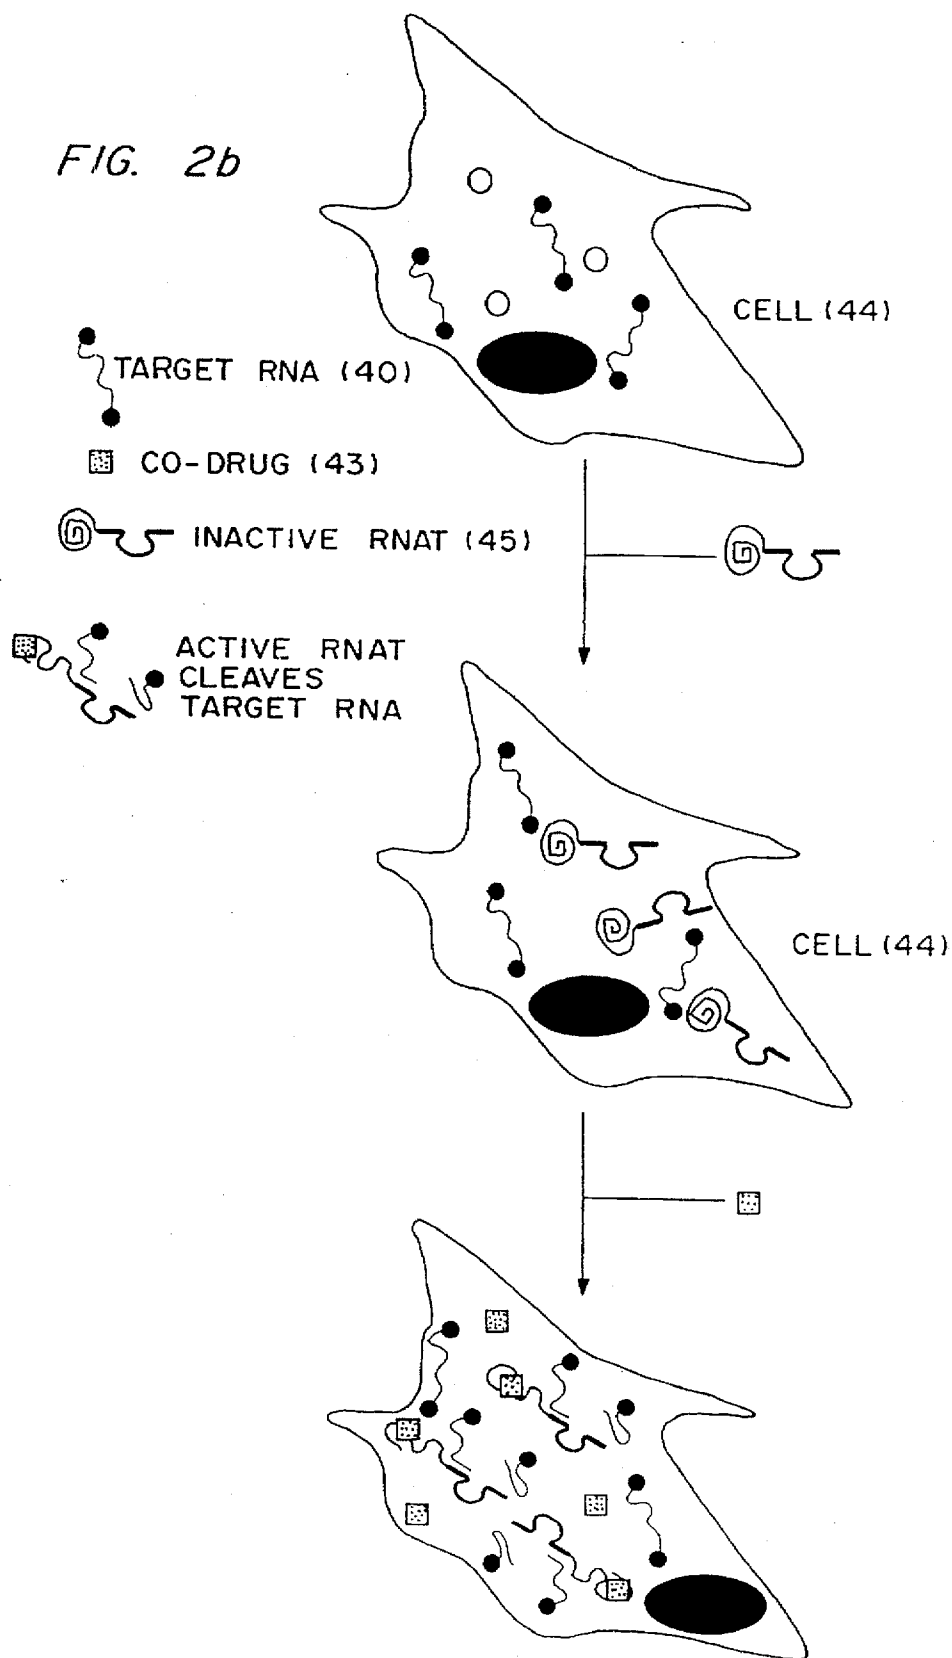 FIG. 2b
CELL (44)
TARGET RNA (40)
CO-DRUG (43)
INACTIVE RNAT (45)
ACTIVE RNAT
CLEAVES
TARGET RNA
CELL (44)